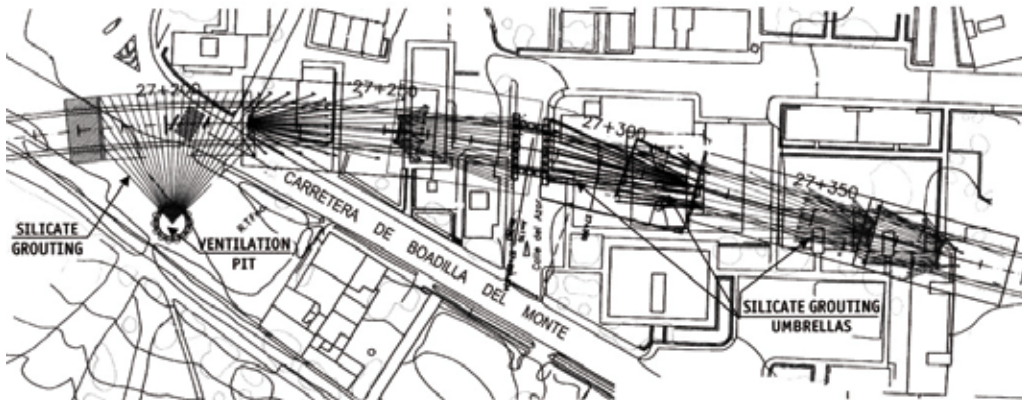 27+200
27+250
27+300
27+350
SILICATE
GROUTING
VENTILATION
PIT
CARRETERA DE BOADILLA DEL MONTE
SILICATE GROUTING
UMBRELLAS